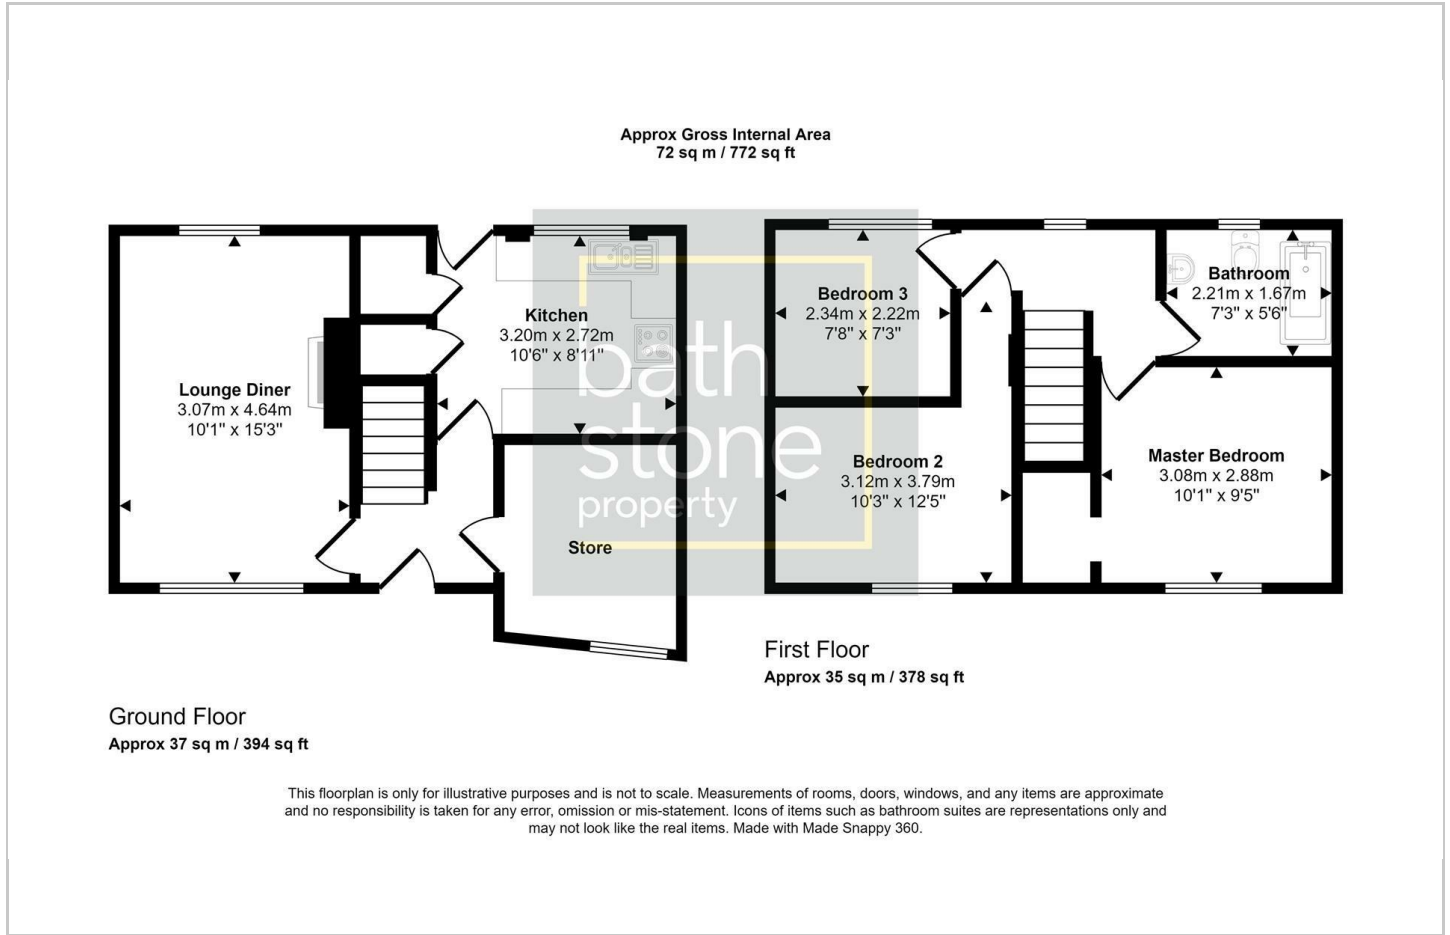 Approx Gross Internal Area
72 sq m / 772 sq ft
Lounge Diner
3.07m x 4.64m
10'1" x 15'3"
Kitchen
3.20m x 2.72m
10'6" x 8'11"
Store
bath
stone
property
Bedroom 3
2.34m x 2.22m
7'8" x 7'3"
Bathroom
2.21m x 1.67m
7'3" x 5'6"
Bedroom 2
3.12m x 3.79m
10'3" x 12'5"
Master Bedroom
3.08m x 2.88m
10'1" x 9'5"
First Floor
Approx 35 sq m / 378 sq ft
Ground Floor
Approx 37 sq m / 394 sq ft
This floorplan is only for illustrative purposes and is not to scale. Measurements of rooms, doors, windows, and any items are approximate
and no responsibility is taken for any error, omission or mis-statement. Icons of items such as bathroom suites are representations only and
may not look like the real items. Made with Made Snappy 360.